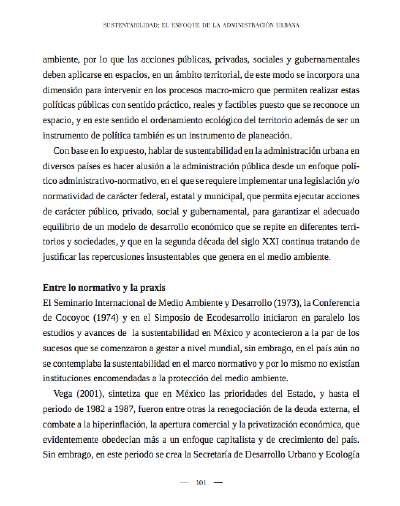 SUSTENTABILIDAD: EL ENFOQUE DE LA ADMINISTRACIÓN URBANA
ambiente, por lo que las acciones públicas, privadas, sociales y gubernamentales
deben aplicarse en espacios, en un ámbito territorial, de este modo se incorpora una
dimensión para intervenir en los procesos macro-micro que permiten realizar estas
políticas públicas con sentido práctico, reales y factibles puesto que se reconoce un
espacio, y en este sentido el ordenamiento ecológico del territorio además de ser un
instrumento de política también es un instrumento de planeación.
Con base en lo expuesto, hablar de sustentabilidad en la administración urbana en
diversos países es hacer alusión a la administración pública desde un enfoque polí-
tico administrativo-normativo, en el que se requiere implementar una legislación y/o
normatividad de carácter federal, estatal y municipal, que permita ejecutar acciones
de carácter público, privado, social y gubernamental, para garantizar el adecuado
equilibrio de un modelo de desarrollo económico que se repite en diferentes terri-
torios y sociedades, y que en la segunda década del siglo XXI continua tratando de
justificar las repercusiones insustentables que genera en el medio ambiente.
Entre lo normativo y la praxis
El Seminario Internacional de Medio Ambiente y Desarrollo (1973), la Conferencia
de Cocoyoc (1974) y en el Simposio de Ecodesarrollo iniciaron en paralelo los
estudios y avances de la sustentabilidad en México y acontecieron a la par de los
sucesos que se comenzaron a gestar a nivel mundial, sin embrago, en el país aún no
se contemplaba la sustentabilidad en el marco normativo y por lo mismo no existían
instituciones encomendadas a la protección del medio ambiente.
Vega (2001), sintetiza que en México las prioridades del Estado, y hasta el
periodo de 1982 a 1987, fueron entre otras la renegociación de la deuda externa, el
combate a la hiperinflación, la apertura comercial y la privatización económica, que
evidentemente obedecían más a un enfoque capitalista y de crecimiento del país.
Sin embrago, en este periodo se crea la Secretaría de Desarrollo Urbano y Ecología
— 101 —